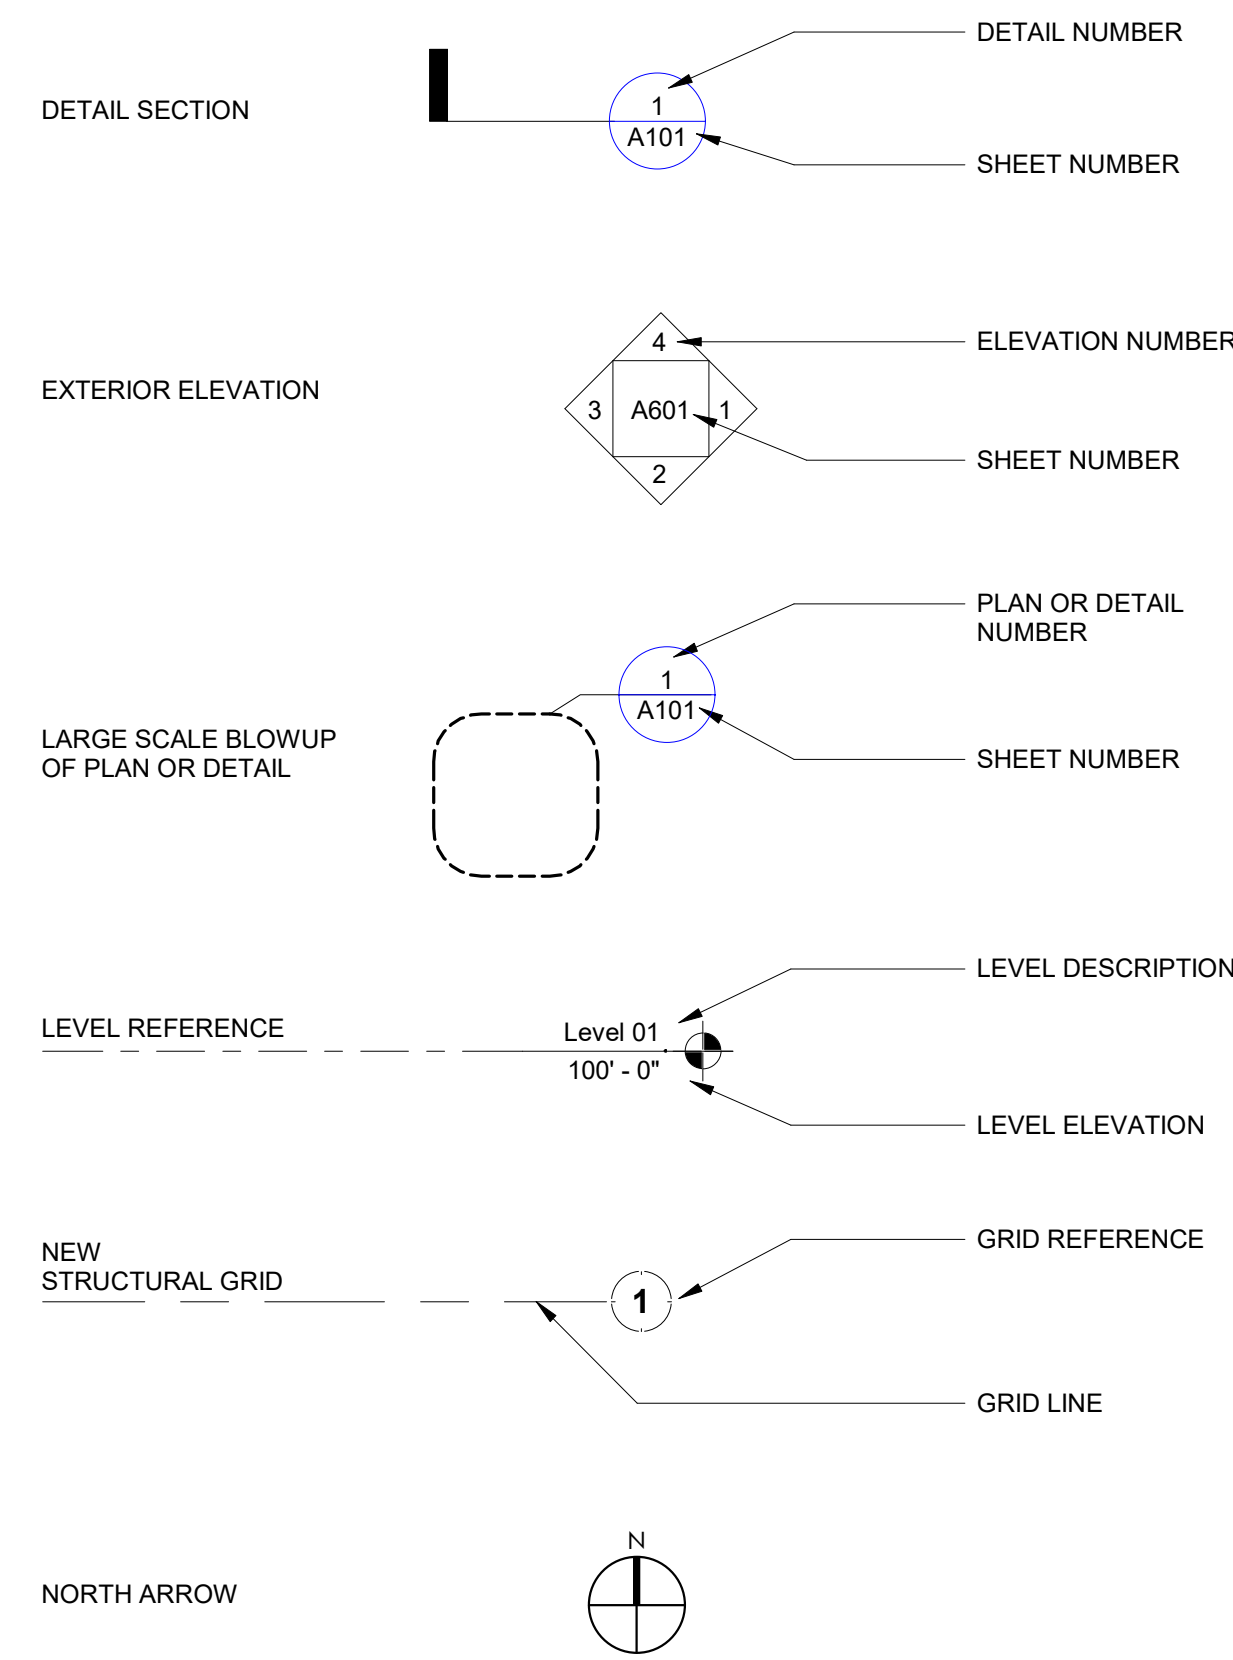 DETAIL NUMBER
DETAIL SECTION
1
A101
SHEET NUMBER
4
ELEVATION NUMBER
EXTERIOR ELEVATION
3
A601
1
SHEET NUMBER
2
PLAN OR DETAIL
NUMBER
1
A101
LARGE SCALE BLOWUP
OF PLAN OR DETAIL
SHEET NUMBER
LEVEL DESCRIPTION
LEVEL REFERENCE
Level 01
100' - 0"
LEVEL ELEVATION
GRID REFERENCE
NEW
STRUCTURAL GRID
1
GRID LINE
N
NORTH ARROW